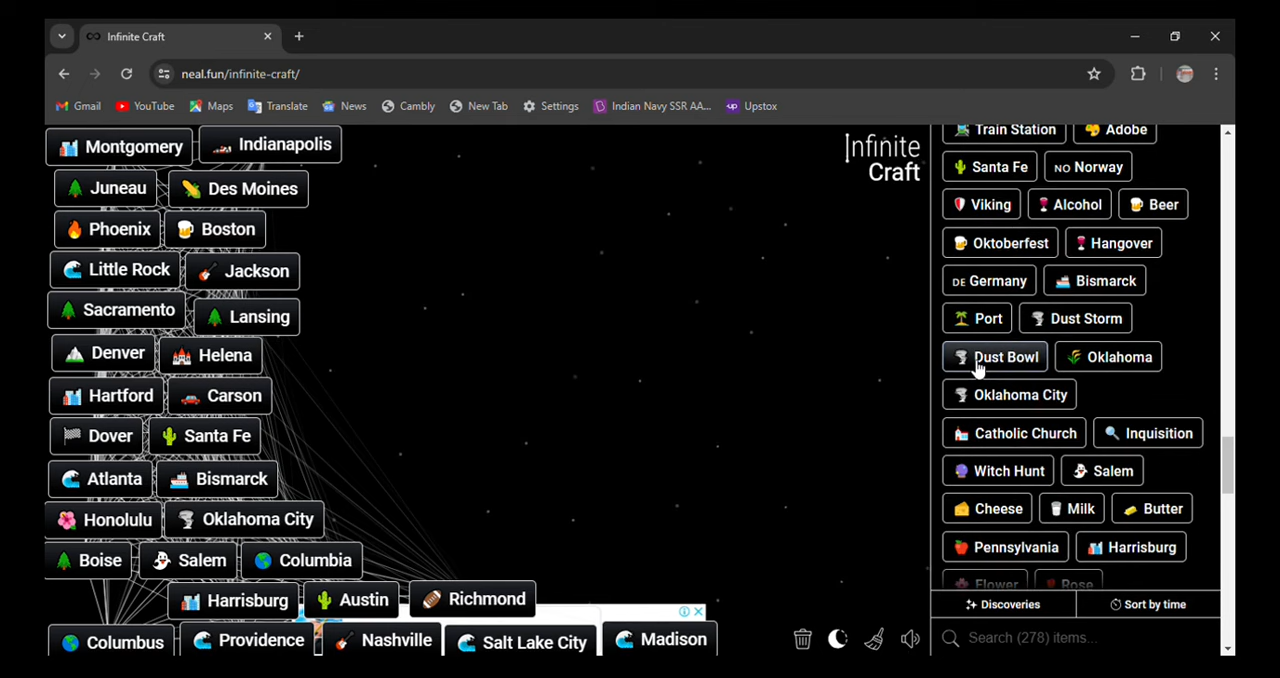 Infinite Craft
neal.fun/infinite-craft/
Gmail YouTube Maps Translate News Cambly New Tab Settings Indian Navy SSR AA... Upstox
Montgomery Indianapolis
Juneau Des Moines
Phoenix Boston
Little Rock Jackson
Sacramento Lansing
Denver Helena
Hartford Carson
Dover Santa Fe
Atlanta Bismarck
Honolulu Oklahoma City
Boise Salem Columbia
Harrisburg Austin Richmond
Columbus Providence Nashville Salt Lake City Madison
Infinite
Craft
Train Station Adobe
Santa Fe NO Norway
Viking Alcohol Beer
Oktoberfest Hangover
DE Germany Bismarck
Port Dust Storm
Dust Bowl Oklahoma
Oklahoma City
Catholic Church Inquisition
Witch Hunt Salem
Cheese Milk Butter
Pennsylvania Harrisburg
Flower Rose
Discoveries Sort by time
Search (278) items...